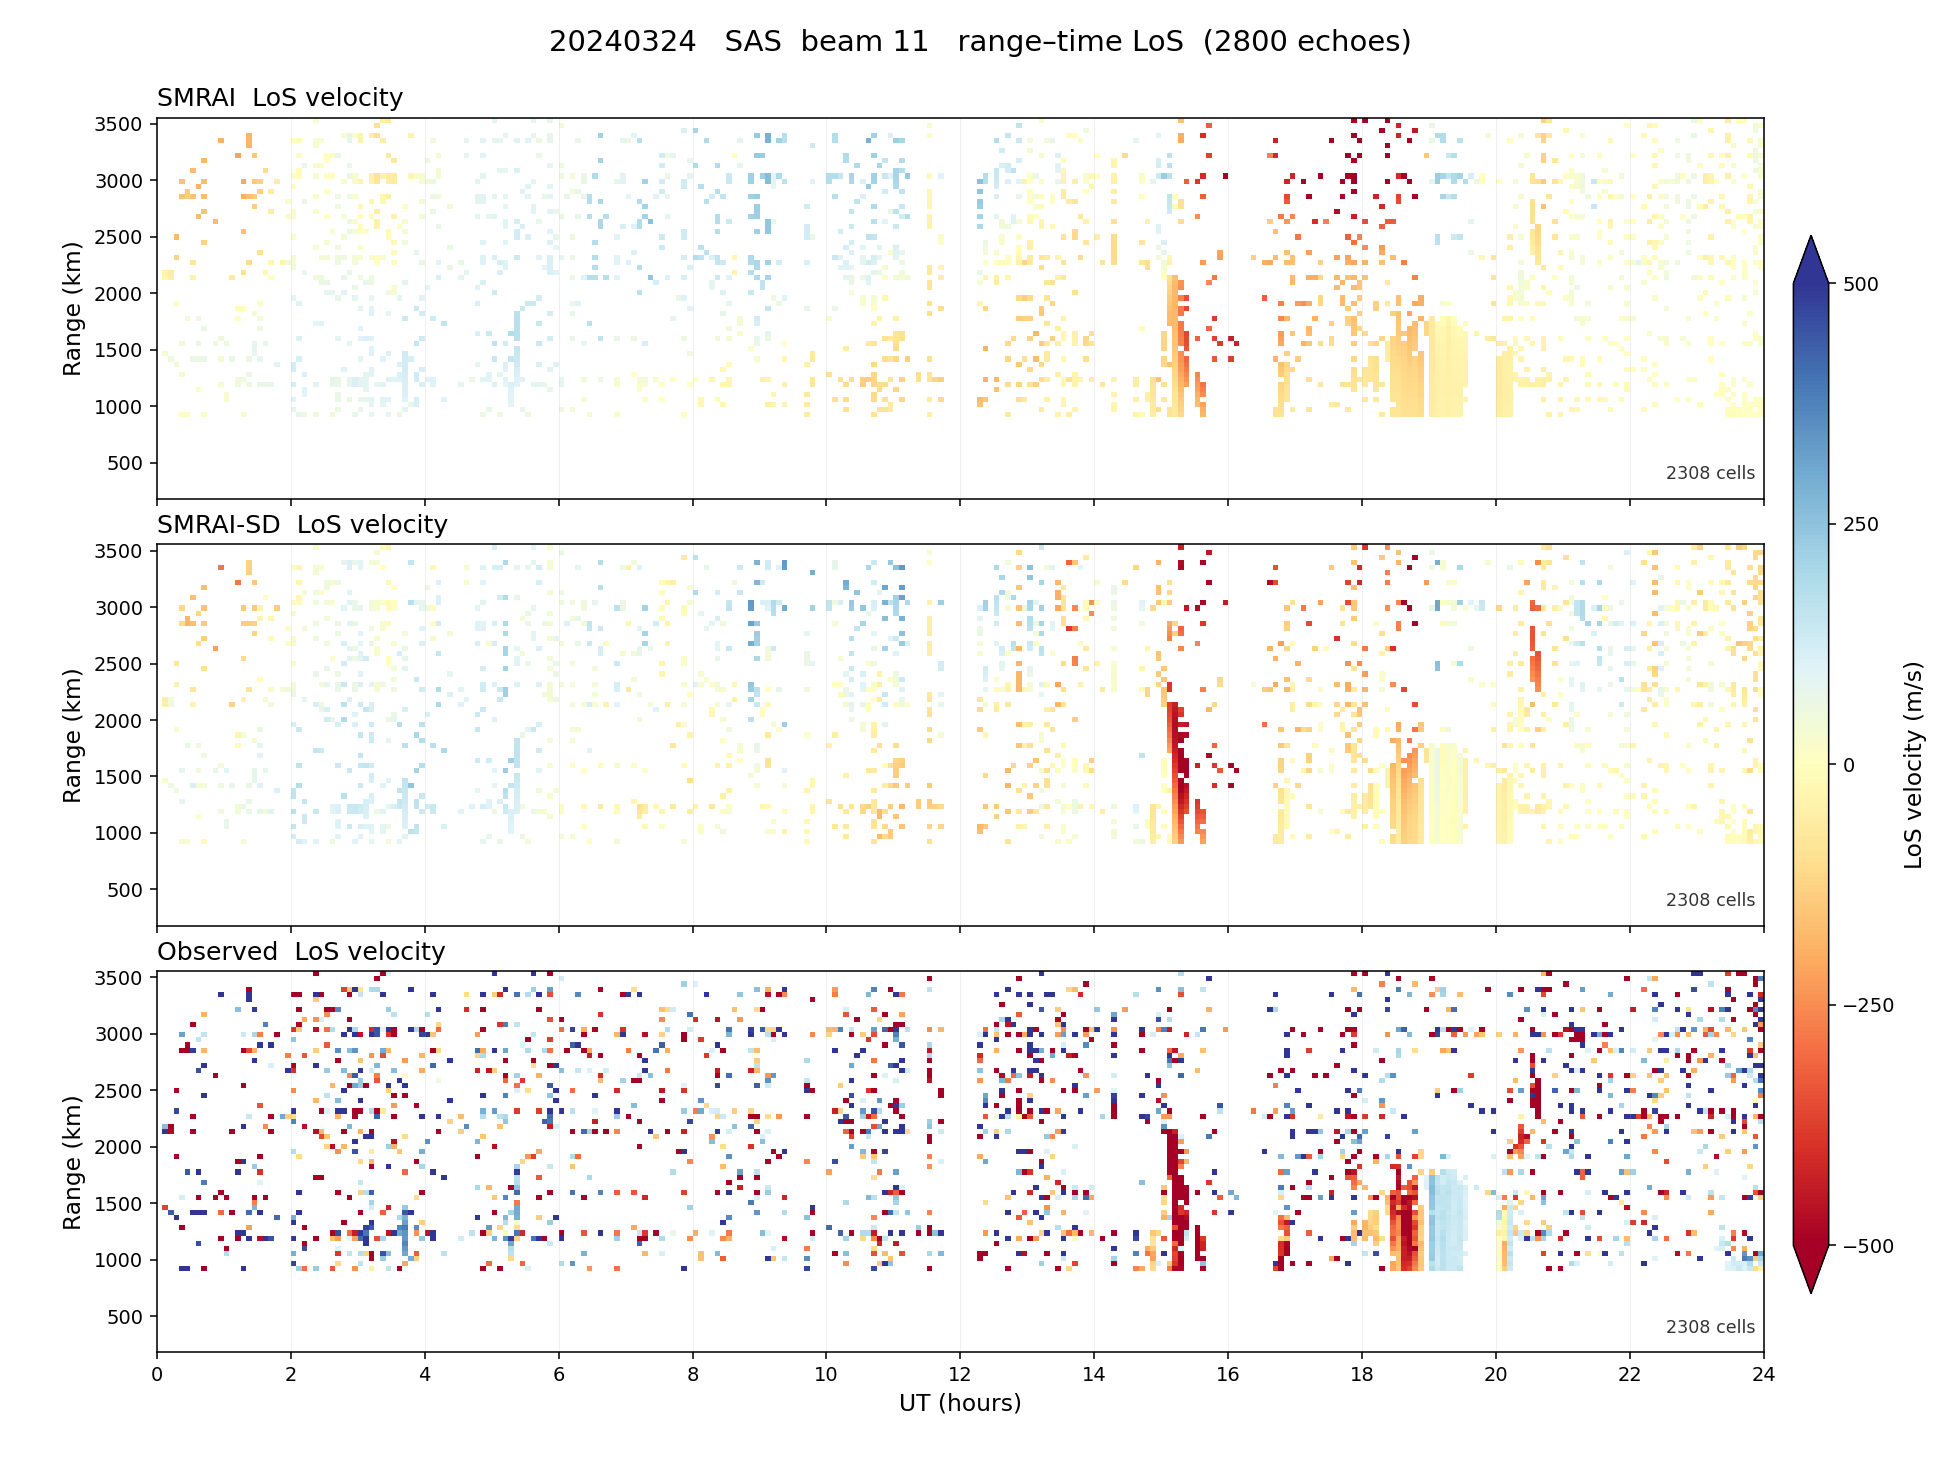 20240324   SAS  beam 11   range–time LoS  (2800 echoes)
SMRAI  LoS velocity
3500
3000
2500
2000
1500
1000
500
Range (km)
2308 cells
SMRAI-SD  LoS velocity
3500
3000
2500
2000
1500
1000
500
Range (km)
2308 cells
Observed  LoS velocity
3500
3000
2500
2000
1500
1000
500
Range (km)
2308 cells
0 2 4 6 8 10 12 14 16 18 20 22 24
UT (hours)
500
250
0
−250
−500
LoS velocity (m/s)